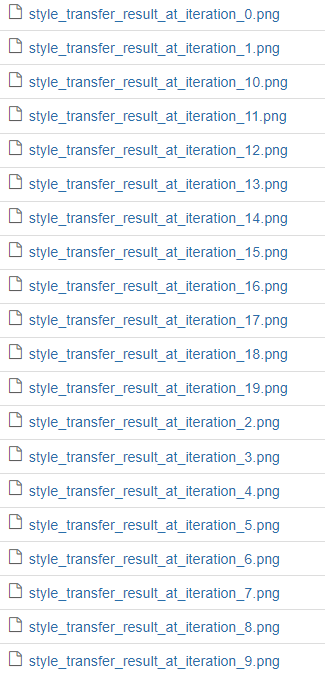 style_transfer_result_at_iteration_0.png
style_transfer_result_at_iteration_1.png
style_transfer_result_at_iteration_10.png
style_transfer_result_at_iteration_11.png
style_transfer_result_at_iteration_12.png
style_transfer_result_at_iteration_13.png
style_transfer_result_at_iteration_14.png
style_transfer_result_at_iteration_15.png
style_transfer_result_at_iteration_16.png
style_transfer_result_at_iteration_17.png
style_transfer_result_at_iteration_18.png
style_transfer_result_at_iteration_19.png
style_transfer_result_at_iteration_2.png
style_transfer_result_at_iteration_3.png
style_transfer_result_at_iteration_4.png
style_transfer_result_at_iteration_5.png
style_transfer_result_at_iteration_6.png
style_transfer_result_at_iteration_7.png
style_transfer_result_at_iteration_8.png
style_transfer_result_at_iteration_9.png